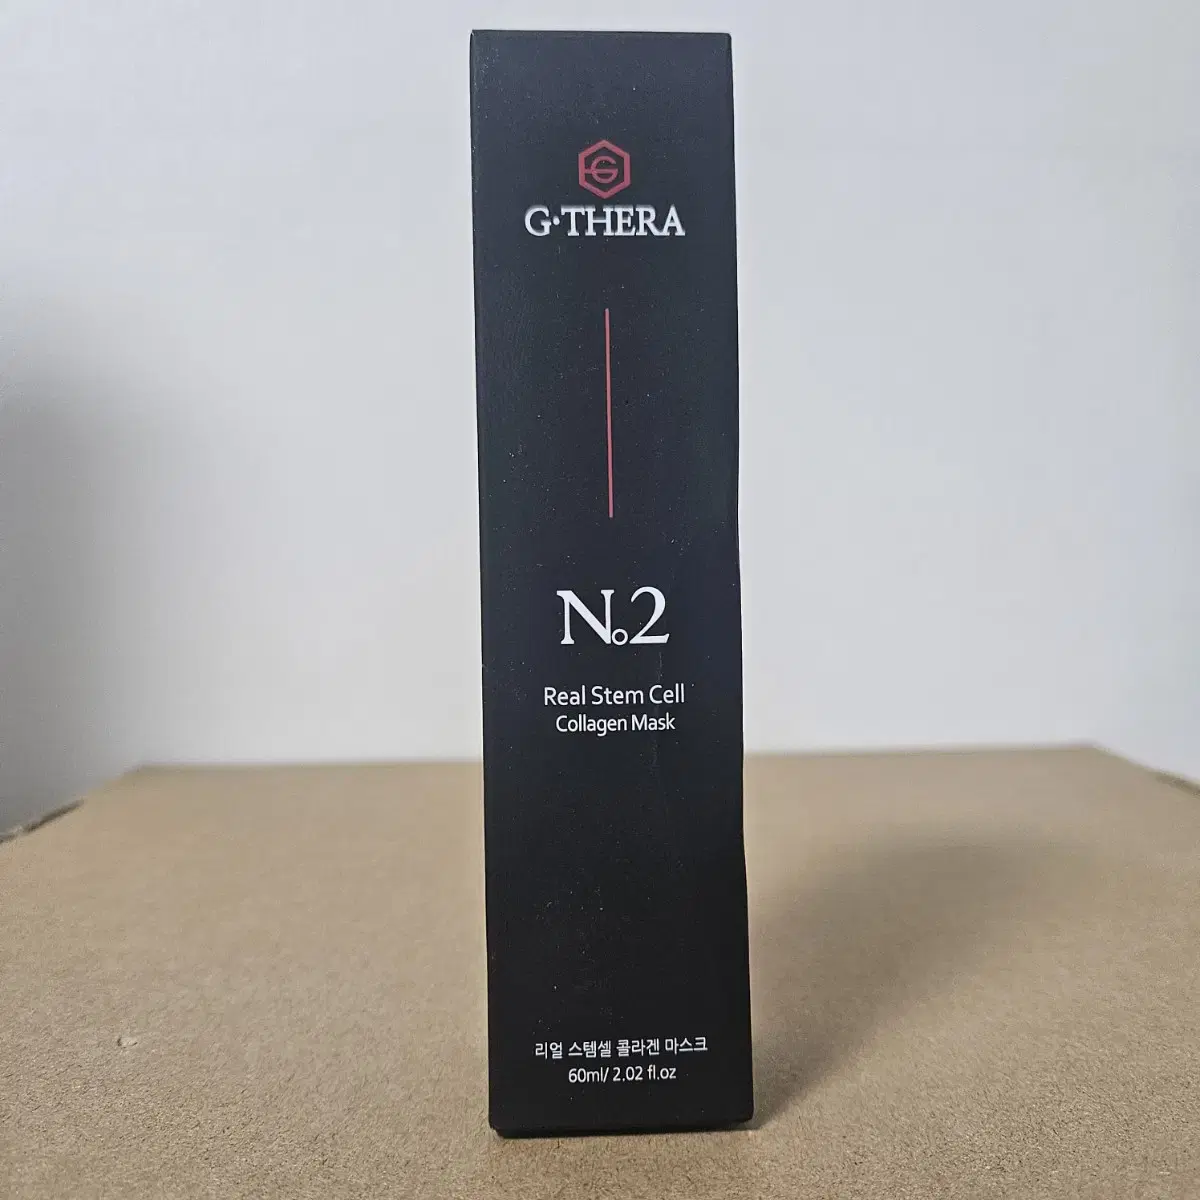 G·THERA
No2
Real Stem Cell
Collagen Mask
리얼 스템셀 콜라겐 마스크
60ml/ 2.02 fl.oz